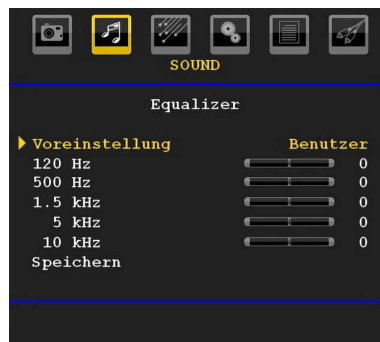 SOUND
Equalizer
Voreinstellung Benutzer
120 Hz 0
500 Hz 0
1.5 kHz 0
5 kHz 0
10 kHz 0
Speichern